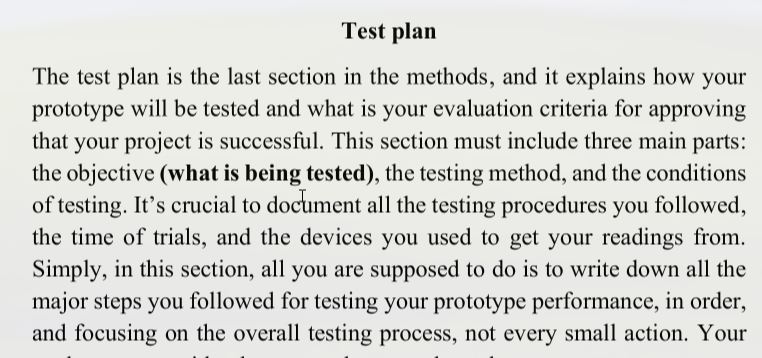 Test plan
The test plan is the last section in the methods, and it explains how your
prototype will be tested and what is your evaluation criteria for approving
that your project is successful. This section must include three main parts:
the objective (what is being tested), the testing method, and the conditions
of testing. It’s crucial to document all the testing procedures you followed,
the time of trials, and the devices you used to get your readings from.
Simply, in this section, all you are supposed to do is to write down all the
major steps you followed for testing your prototype performance, in order,
and focusing on the overall testing process, not every small action. Your